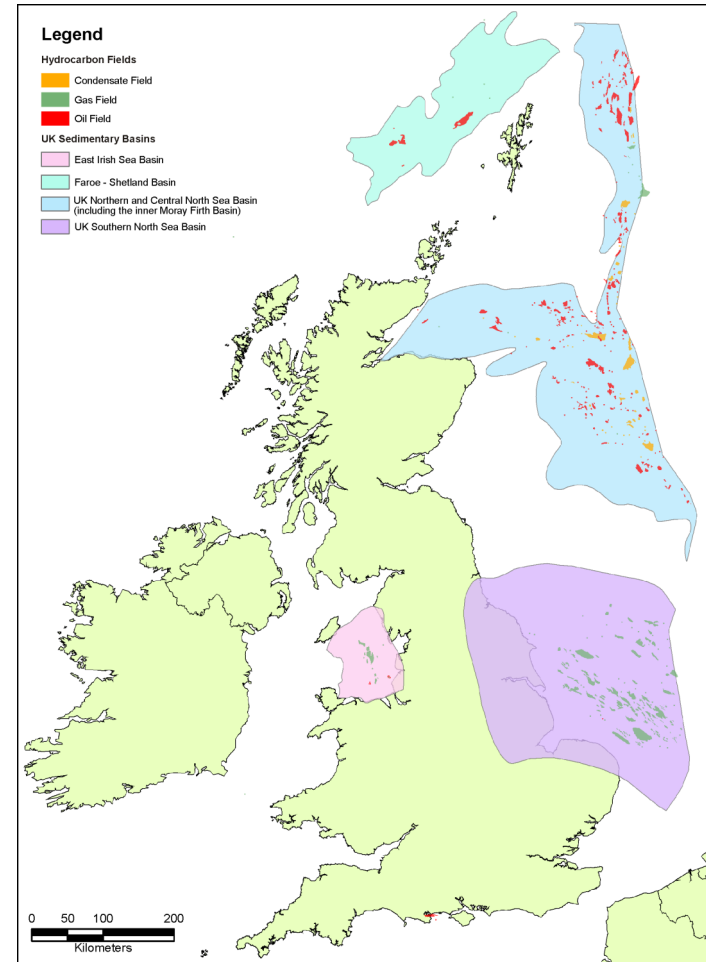 Legend
Hydrocarbon Fields
Condensate Field
Gas Field
Oil Field
UK Sedimentary Basins
East Irish Sea Basin
Faroe - Shetland Basin
UK Northern and Central North Sea Basin
(including the inner Moray Firth Basin)
UK Southern North Sea Basin
0 50 100 200
Kilometers